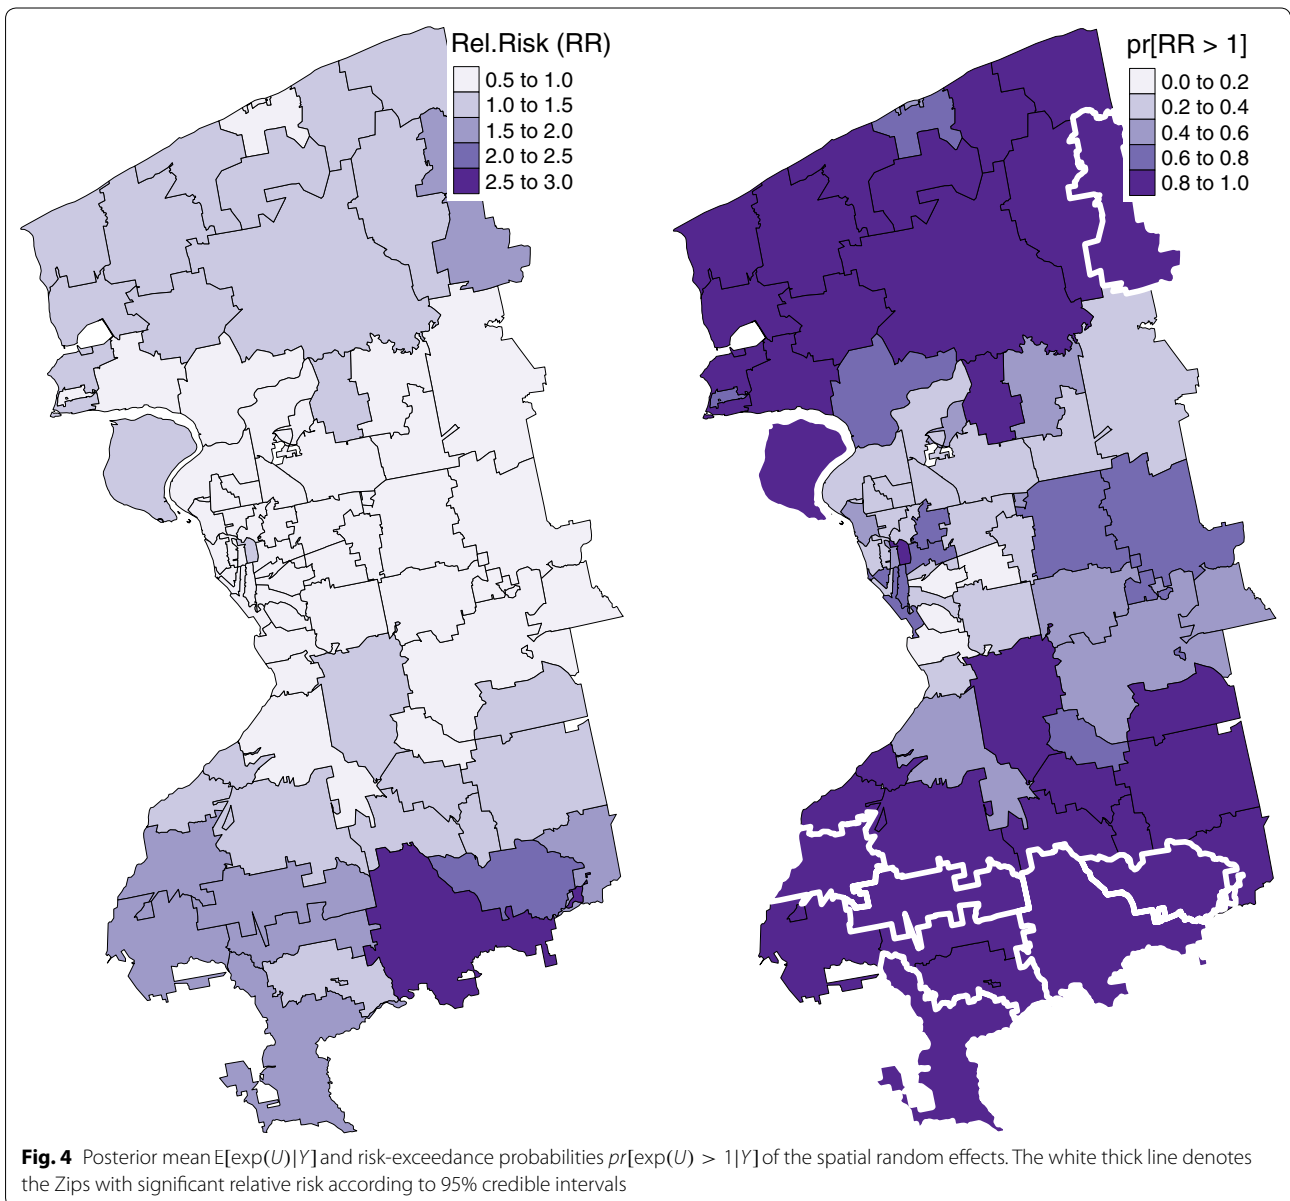 Rel.Risk (RR)
0.5 to 1.0
1.0 to 1.5
1.5 to 2.0
2.0 to 2.5
2.5 to 3.0
pr[RR > 1]
0.0 to 0.2
0.2 to 0.4
0.4 to 0.6
0.6 to 0.8
0.8 to 1.0
Fig. 4 Posterior mean E[exp(U)|Y] and risk-exceedance probabilities pr[exp(U) > 1|Y] of the spatial random effects. The white thick line denotes
the Zips with significant relative risk according to 95% credible intervals